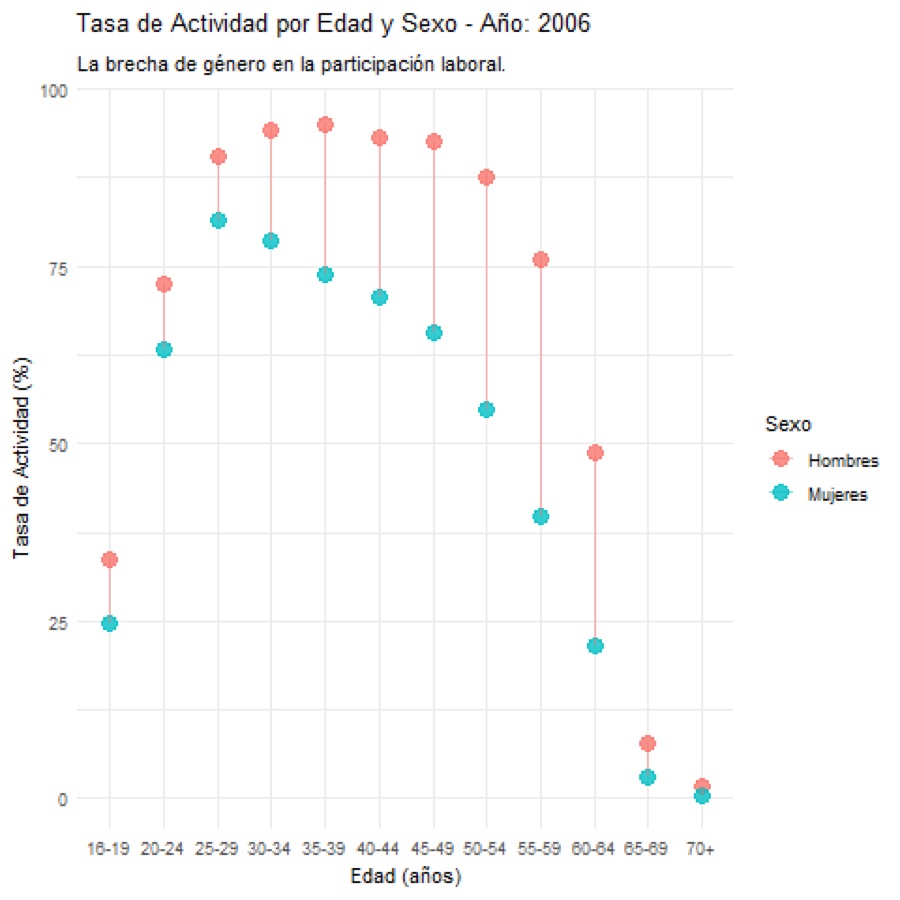 Tasa de Actividad por Edad y Sexo - Año: 2006
La brecha de género en la participación laboral.
100
75
50
25
0
Tasa de Actividad (%)
16-19 20-24 25-29 30-34 35-39 40-44 45-49 50-54 55-59 60-64 65-69 70+
Edad (años)
Sexo
Hombres
Mujeres